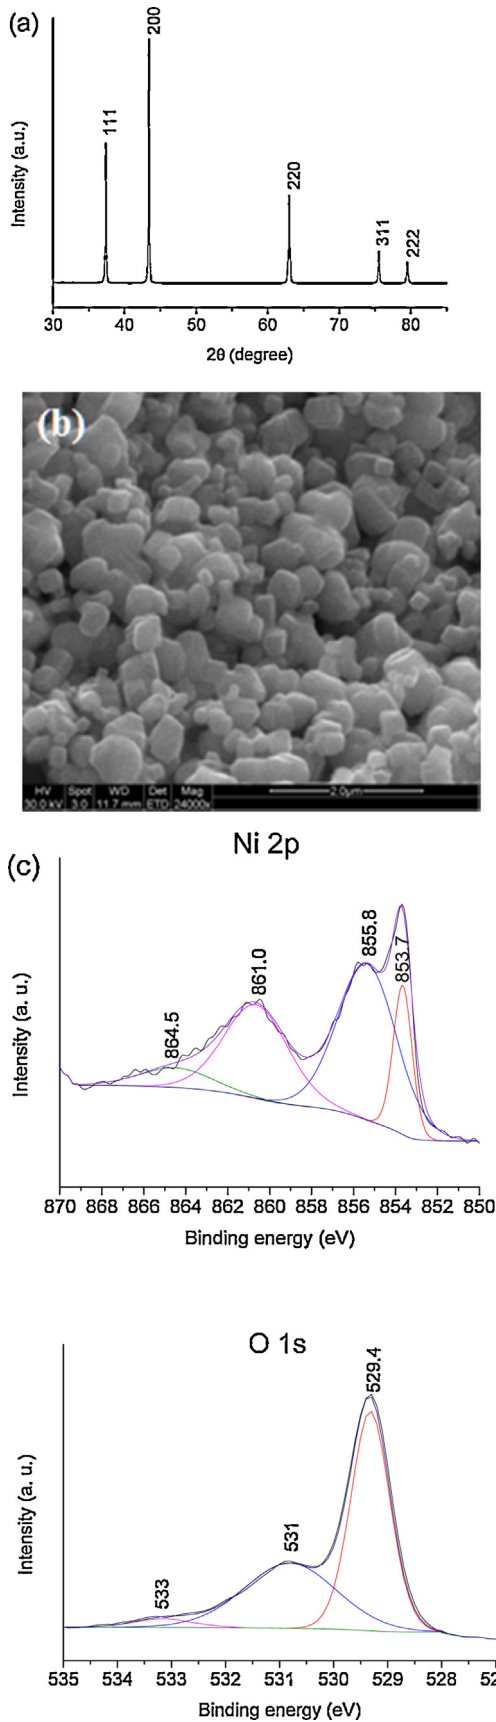 (a)
111
200
220
311
222
Intensity (a.u.)
30 40 50 60 70 80
2θ (degree)
(b)
HV Spot WD Det Mag
30.0 kV 3.0 11.7 mm ETD 24000x 2.0µm
(c)
Ni 2p
864.5
861.0
855.8
853.7
Intensity (a. u.)
870 868 866 864 862 860 858 856 854 852 850
Binding energy (eV)
O 1s
533
531
529.4
Intensity (a. u.)
535 534 533 532 531 530 529 528 52
Binding energy (eV)